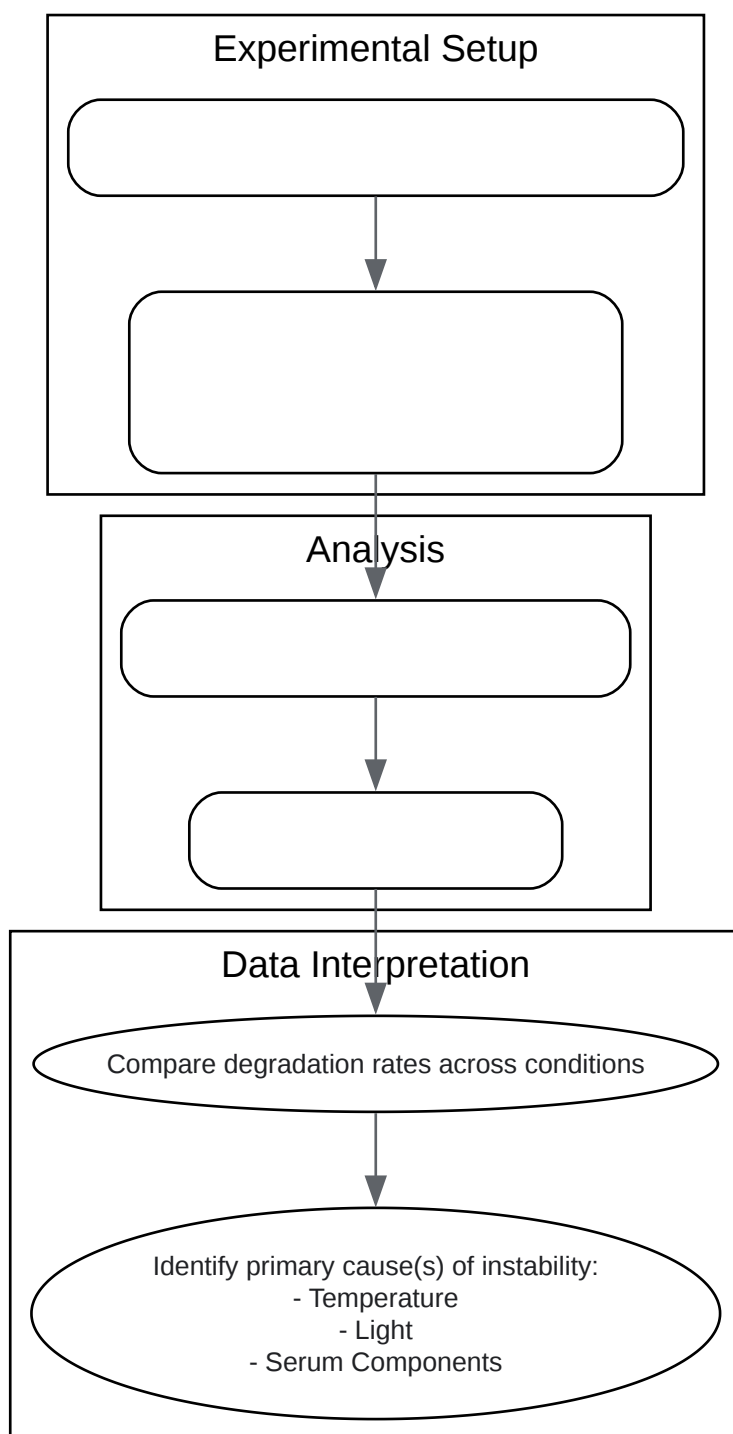 Experimental Setup
Analysis
Data Interpretation
Compare degradation rates across conditions
Identify primary cause(s) of instability:
- Temperature
- Light
- Serum Components